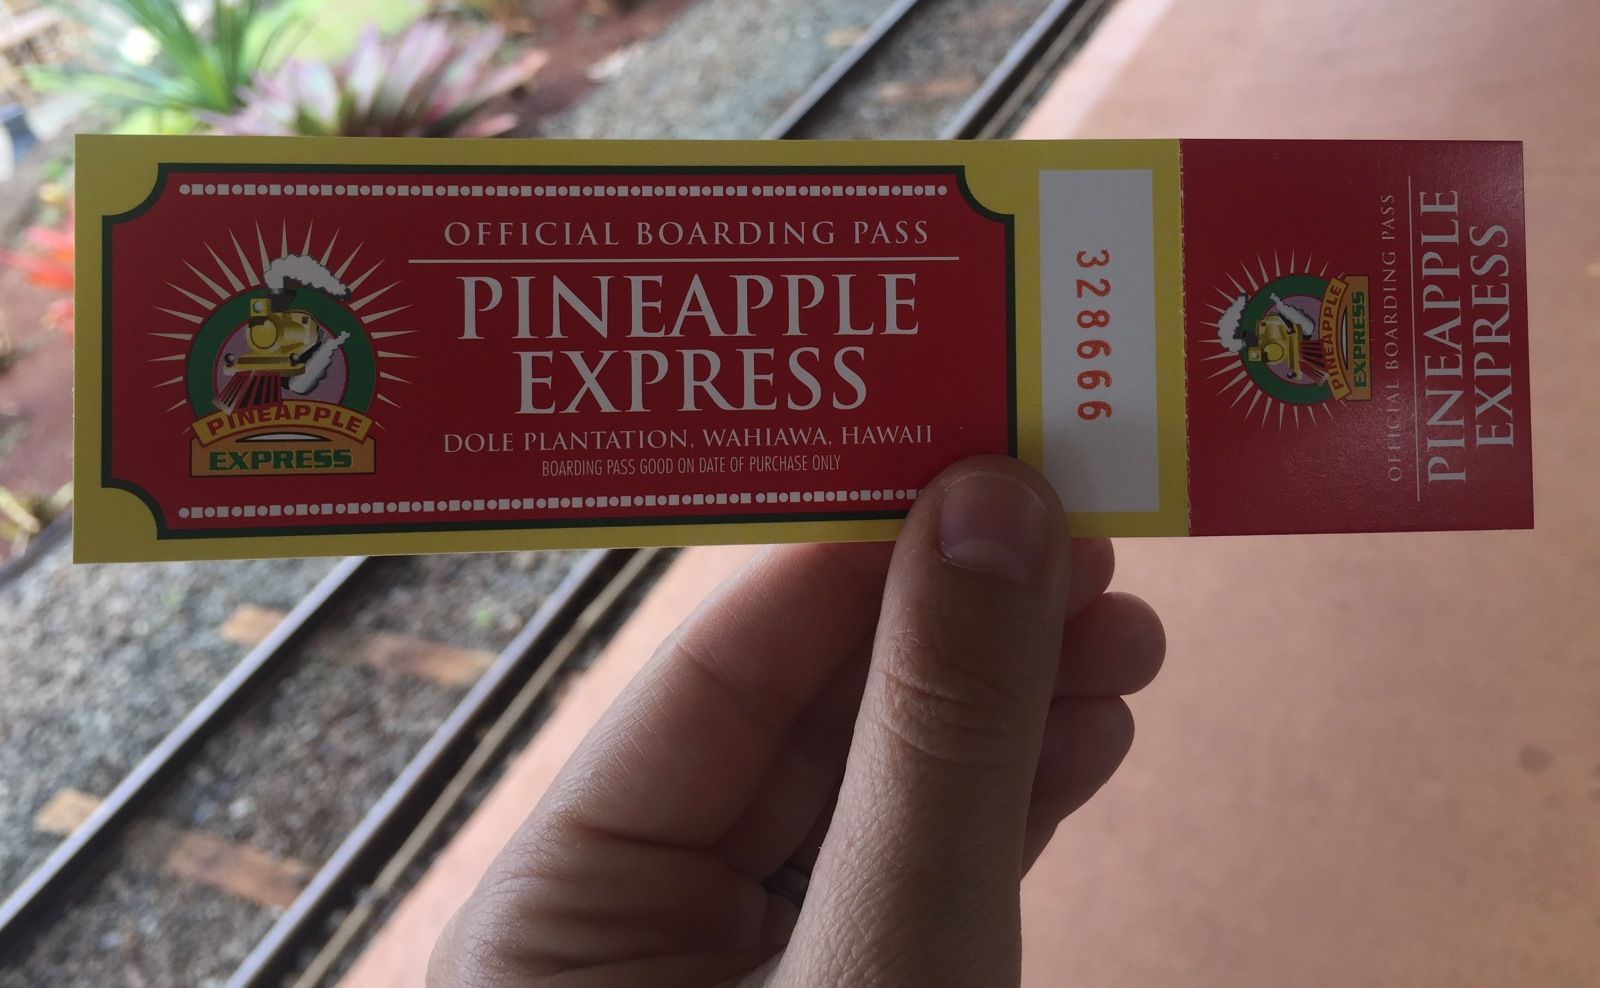 OFFICIAL BOARDING PASS
PINEAPPLE
EXPRESS
DOLE PLANTATION, WAHIAWA, HAWAII
BOARDING PASS GOOD ON DATE OF PURCHASE ONLY
PINEAPPLE
EXPRESS
328666
PINEAPPLE
EXPRESS
OFFICIAL BOARDING PASS
PINEAPPLE
EXPRESS